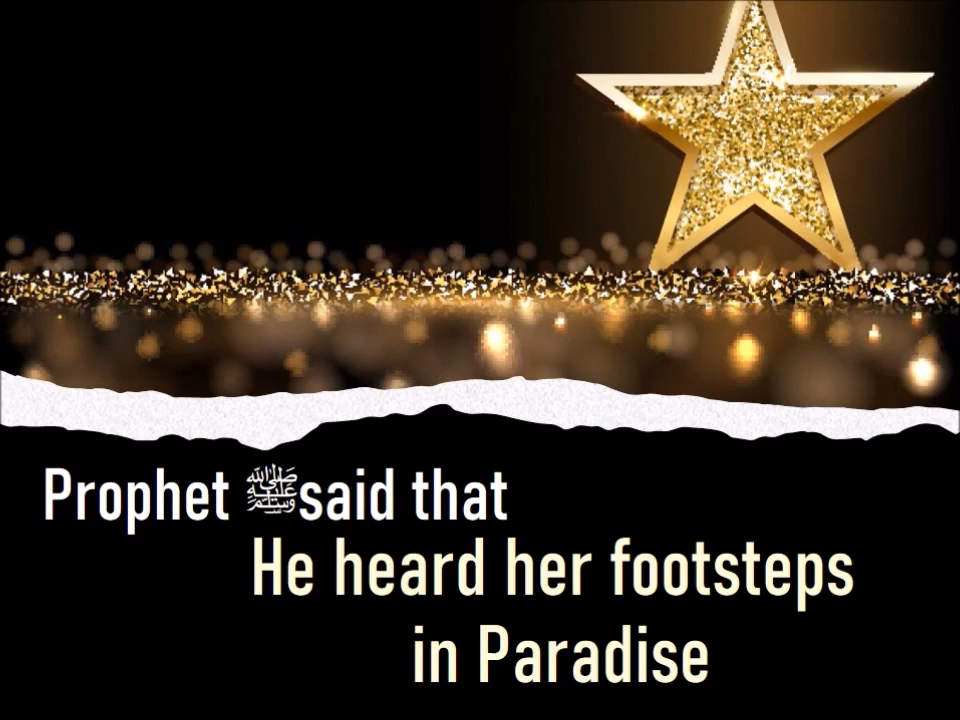 Prophet ﷺ said that
He heard her footsteps
in Paradise